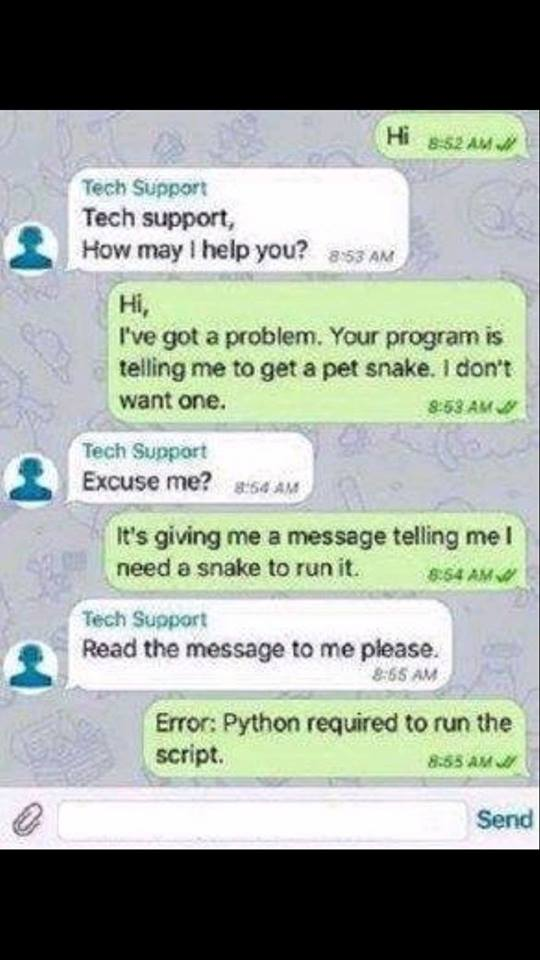 Hi 8:52 AM
Tech Support
Tech support,
How may I help you? 8:53 AM
Hi,
I've got a problem. Your program is
telling me to get a pet snake. I don't
want one. 8:53 AM
Tech Support
Excuse me? 8:54 AM
It's giving me a message telling me I
need a snake to run it. 8:54 AM
Tech Support
Read the message to me please.
8:55 AM
Error: Python required to run the
script. 8:55 AM
Send